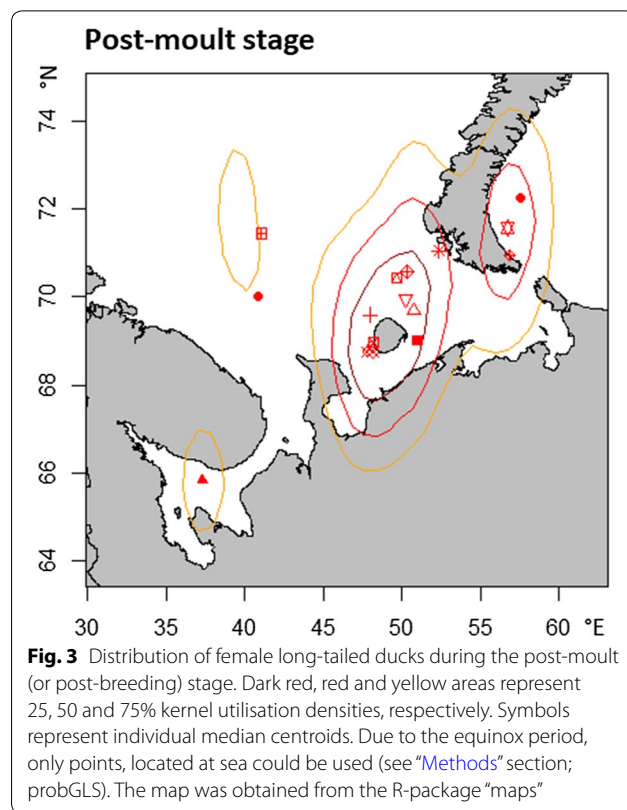 Post-moult stage
°N
74
72
70
68
66
64
30 35 40 45 50 55 60 °E
Fig. 3 Distribution of female long-tailed ducks during the post-moult
(or post-breeding) stage. Dark red, red and yellow areas represent
25, 50 and 75% kernel utilisation densities, respectively. Symbols
represent individual median centroids. Due to the equinox period,
only points, located at sea could be used (see “Methods” section;
probGLS). The map was obtained from the R-package “maps”